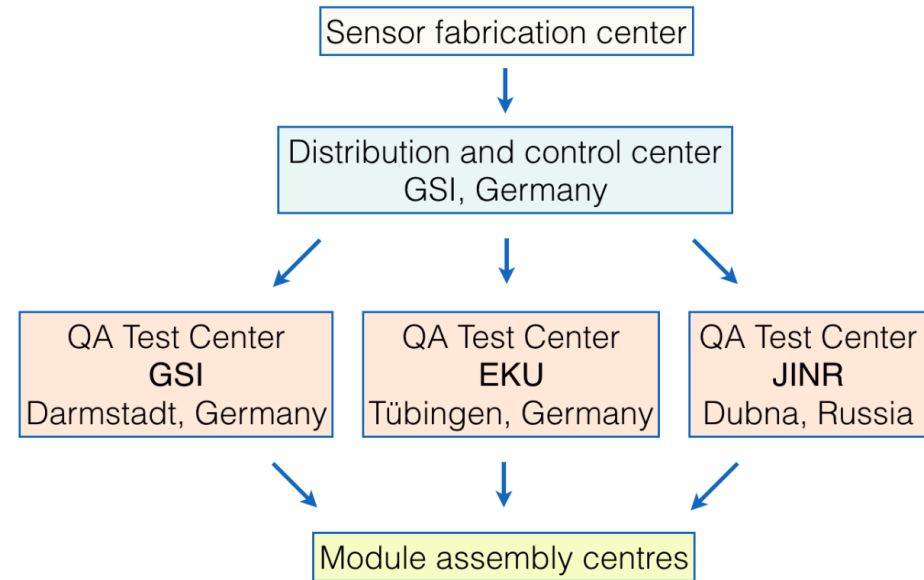 Sensor fabrication center
Distribution and control center
GSI, Germany
QA Test Center
GSI
Darmstadt, Germany
QA Test Center
EKU
Tübingen, Germany
QA Test Center
JINR
Dubna, Russia
Module assembly centres